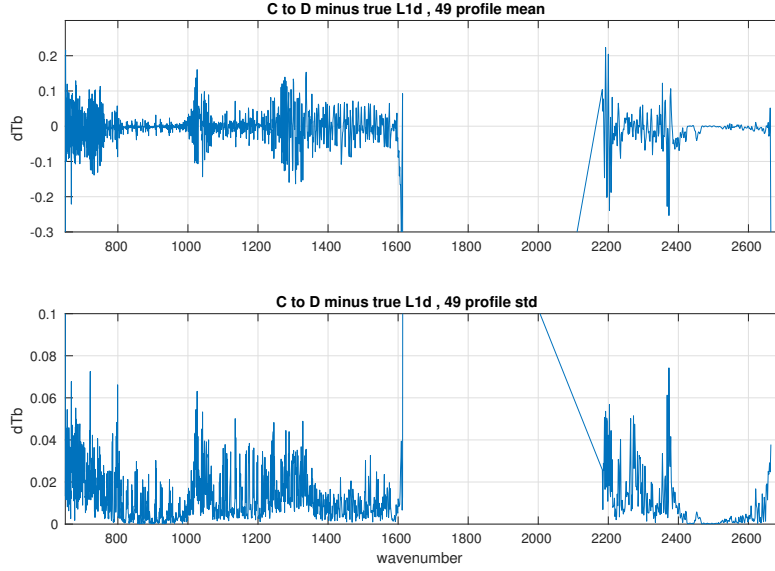 C to D minus true L1d , 49 profile mean
0.2
0.1
0
-0.1
-0.2
-0.3
dTb
800 1000 1200 1400 1600 1800 2000 2200 2400 2600
C to D minus true L1d , 49 profile std
0.1
0.08
0.06
0.04
0.02
0
dTb
800 1000 1200 1400 1600 1800 2000 2200 2400 2600
wavenumber